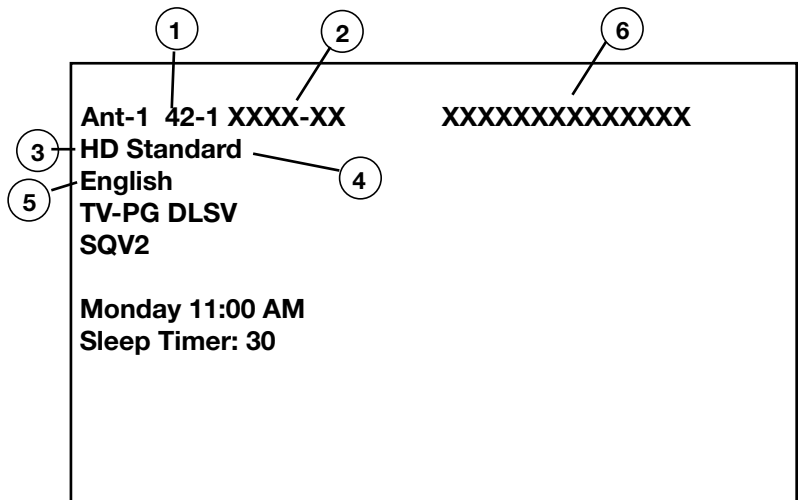 1 2 6
Ant-1 42-1 XXXX-XX XXXXXXXXXXXXXX
3 HD Standard
4
English
5
TV-PG DLSV
SQV2
Monday 11:00 AM
Sleep Timer: 30